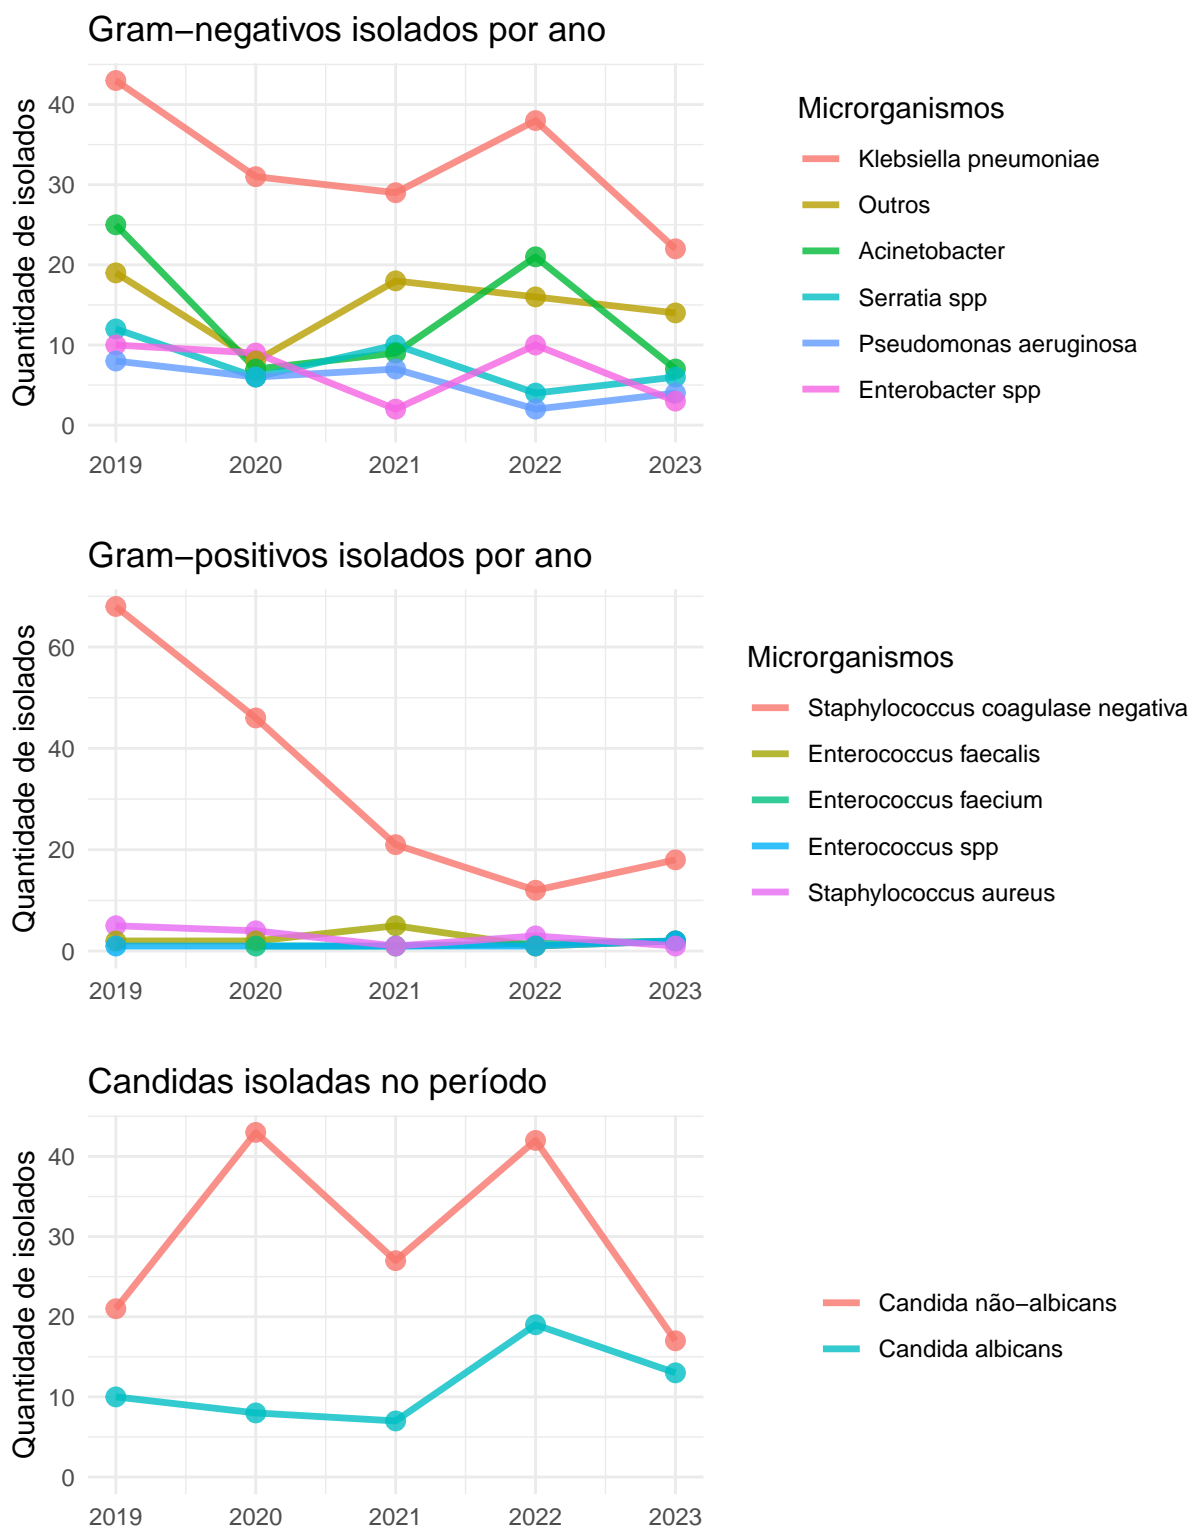 Gram−negativos isolados por ano
Quantidade de isolados
40
30
20
10
0
2019 2020 2021 2022 2023
Microrganismos
Klebsiella pneumoniae
Outros
Acinetobacter
Serratia spp
Pseudomonas aeruginosa
Enterobacter spp
Gram−positivos isolados por ano
Quantidade de isolados
60
40
20
0
2019 2020 2021 2022 2023
Microrganismos
Staphylococcus coagulase negativa
Enterococcus faecalis
Enterococcus faecium
Enterococcus spp
Staphylococcus aureus
Candidas isoladas no período
Quantidade de isolados
40
30
20
10
0
2019 2020 2021 2022 2023
Candida não−albicans
Candida albicans